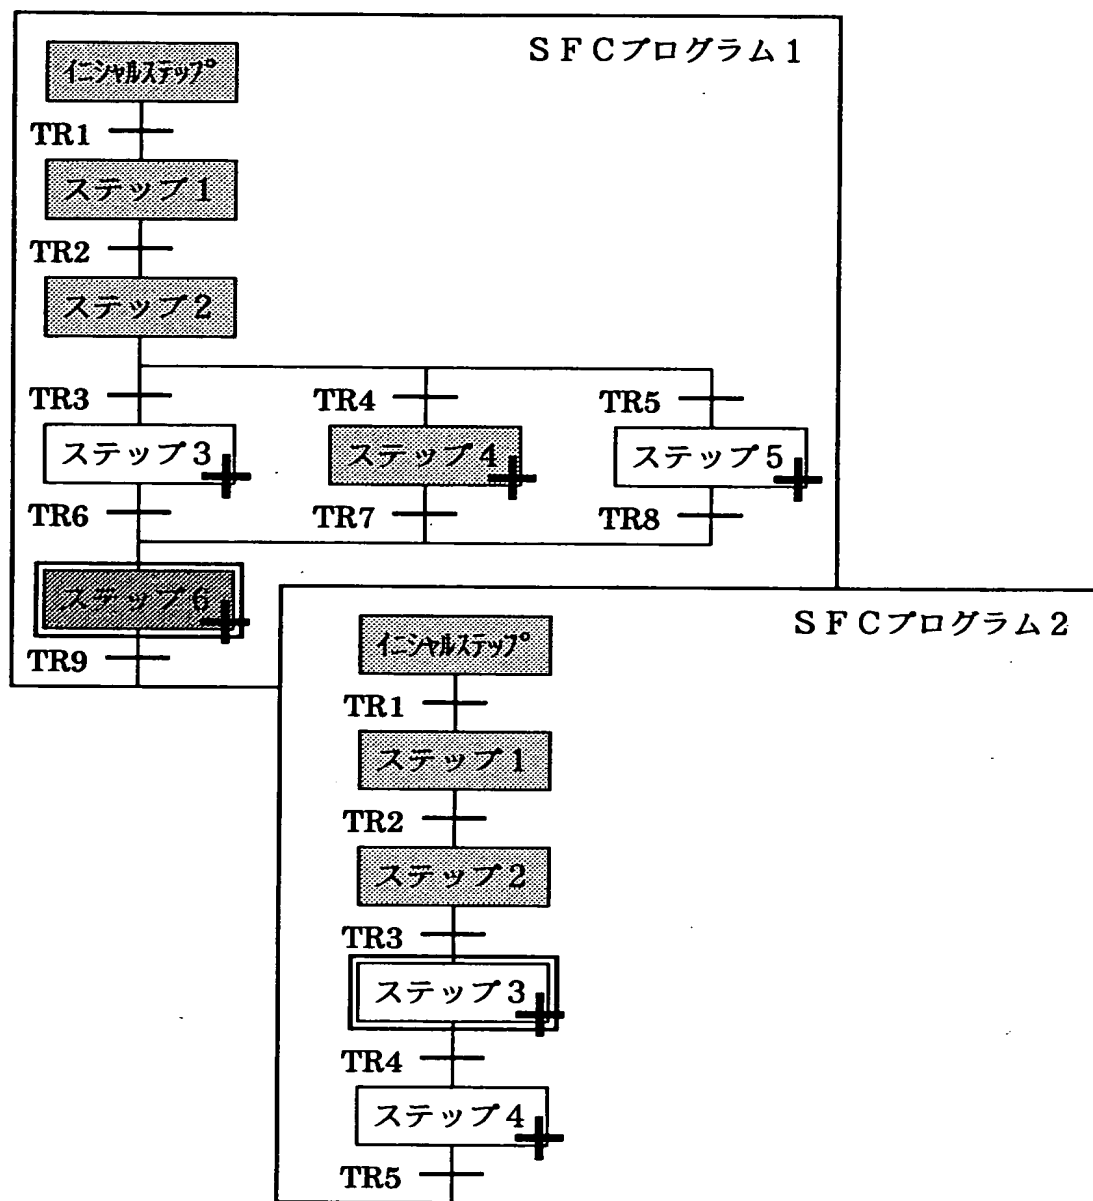 SFCプログラム1
イニシャルステップ
TR1
ステップ1
TR2
ステップ2
TR3 TR4 TR5
ステップ3 ステップ4 ステップ5
TR6 TR7 TR8
ステップ6
TR9
SFCプログラム2
イニシャルステップ
TR1
ステップ1
TR2
ステップ2
TR3
ステップ3
TR4
ステップ4
TR5